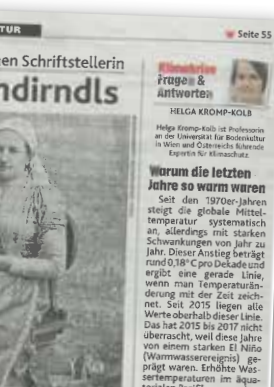 TUR
Seite 55
en Schriftstellerin
ndirndls
Klimakrise
Fragen &
Antworten
HELGA KROMP-KOLB
Helga Kromp-Kolb ist Professorin
an der Universität für Bodenkultur
in Wien und Österreichs führende
Expertin für Klimaschutz.
Warum die letzten
Jahre so warm waren
Seit den 1970er-Jahren
steigt die globale Mittel-
temperatur systematisch
an, allerdings mit starken
Schwankungen von Jahr zu
Jahr. Dieser Anstieg beträgt
rund 0,18° C pro Dekade und
ergibt eine gerade Linie,
wenn man Temperaturän-
derung mit der Zeit zeich-
net. Seit 2015 liegen alle
Werte oberhalb dieser Linie.
Das hat 2015 bis 2017 nicht
überrascht, weil diese Jahre
von einem starken El Niño
(Warmwasserereignis) ge-
prägt waren. Erhöhte Was-
sertemperaturen im äqua-